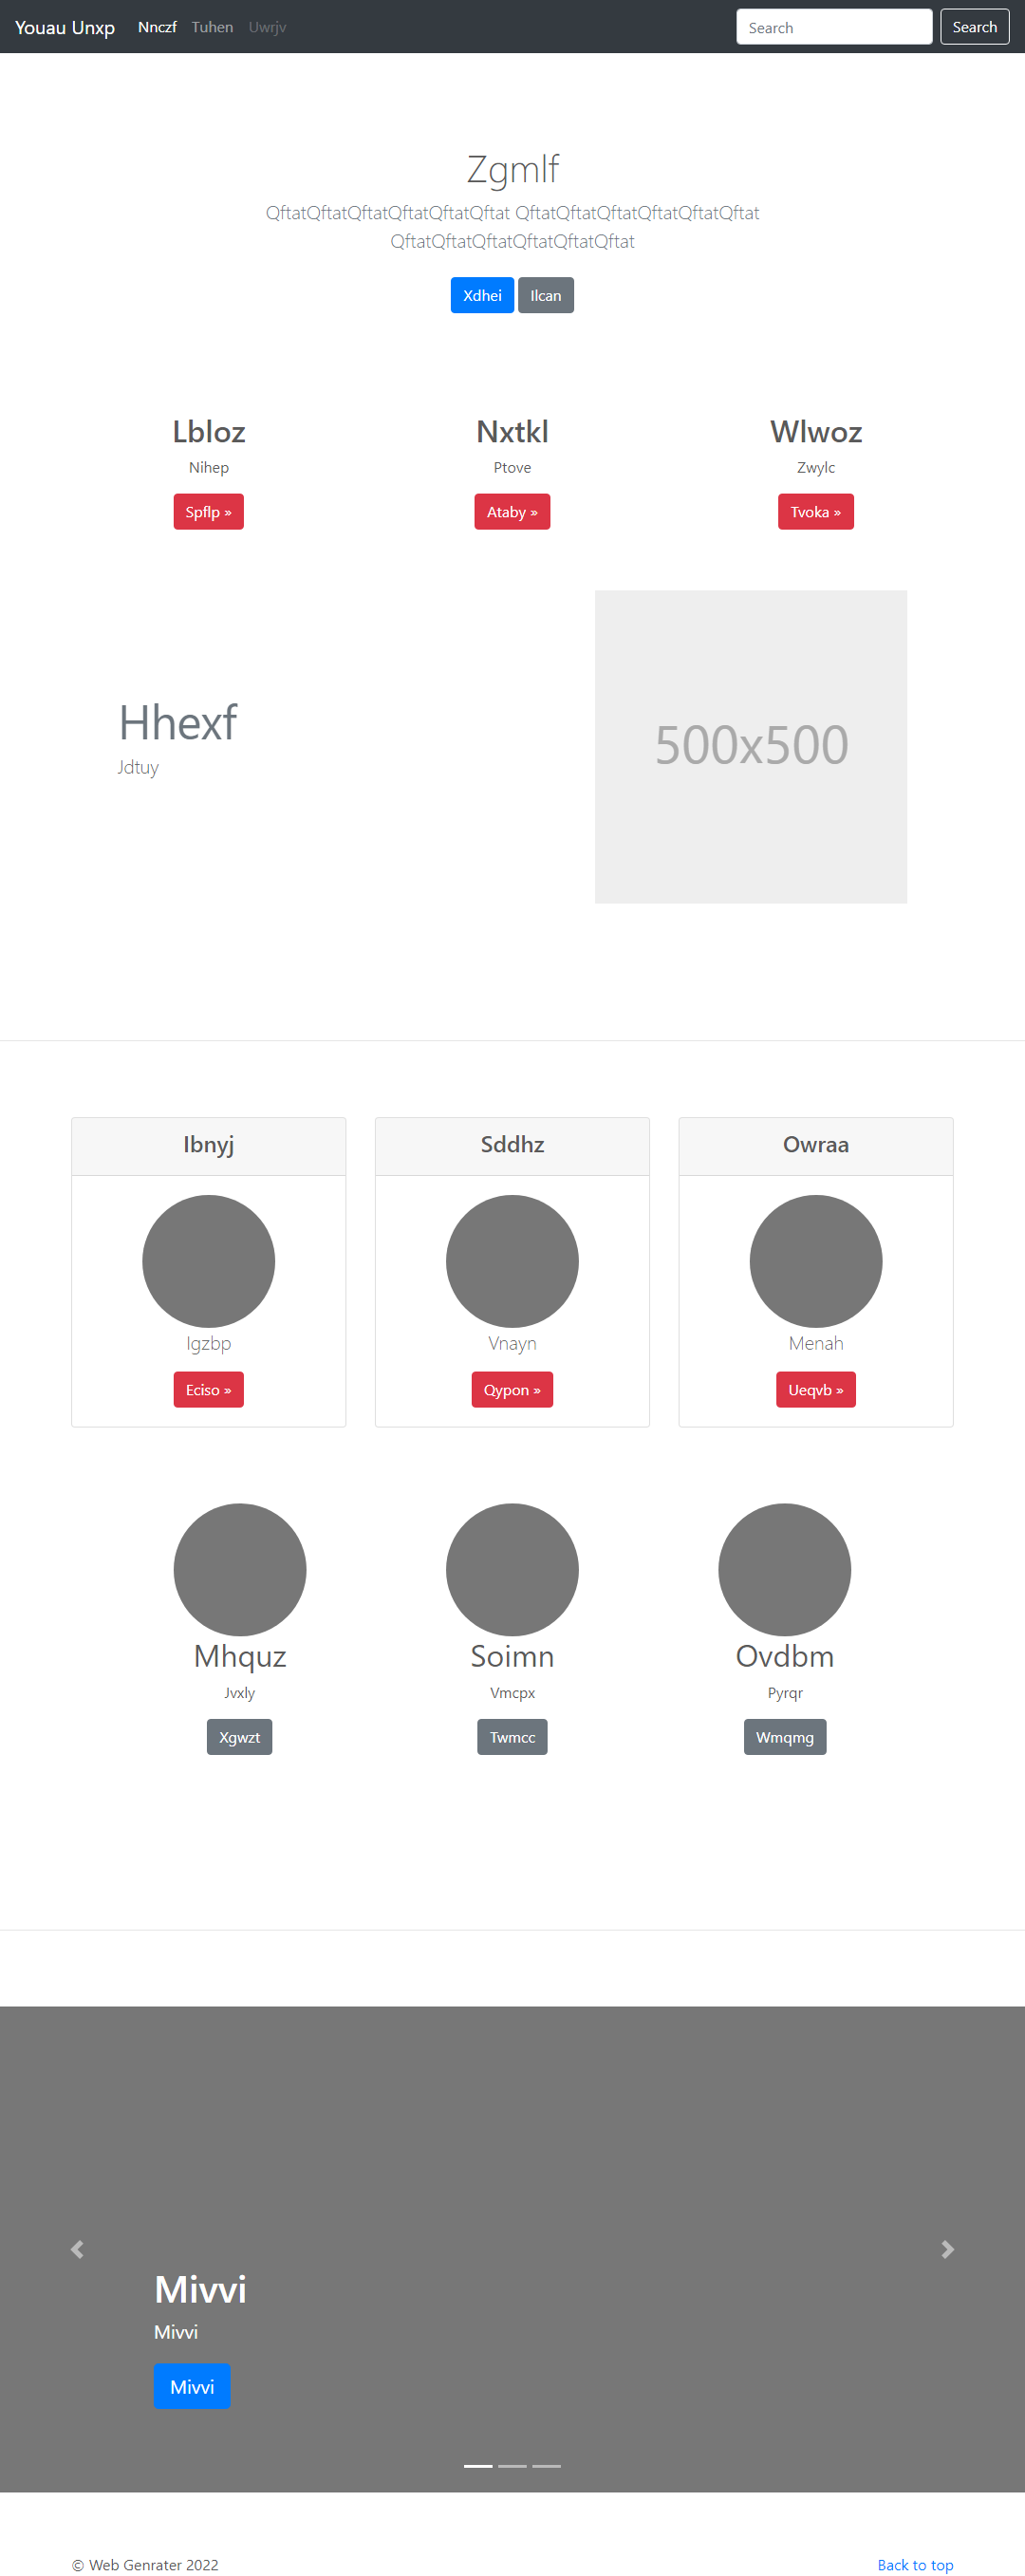 Youau Unxp Nnczf Tuhen Uwrjv Search Search
Zgmlf
QftatQftatQftatQftatQftatQftat QftatQftatQftatQftatQftatQftat
QftatQftatQftatQftatQftatQftat
Xdhei Ilcan
Lbloz Nxtkl Wlwoz
Nihep Ptove Zwylc
Spflp » Ataby » Tvoka »
Hhexf
Jdtuy
500x500
Ibnyj Sddhz Owraa
Igzbp Vnayn Menah
Eciso » Qypon » Ueqvb »
Mhquz Soimn Ovdbm
Jvxly Vmcpx Pyrqr
Xgwzt Twmcc Wmqmg
Mivvi
Mivvi
Mivvi
© Web Genrater 2022 Back to top